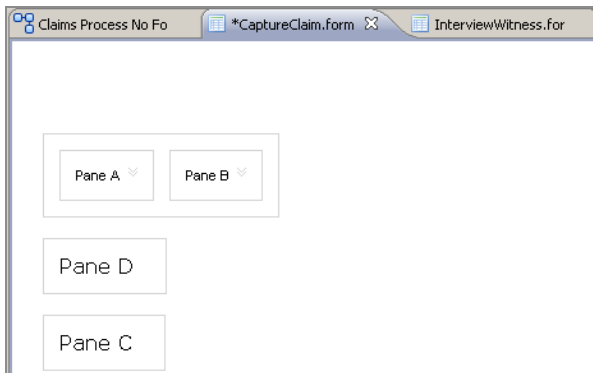 Claims Process No Fo *CaptureClaim.form InterviewWitness.for
Pane A Pane B
Pane D
Pane C